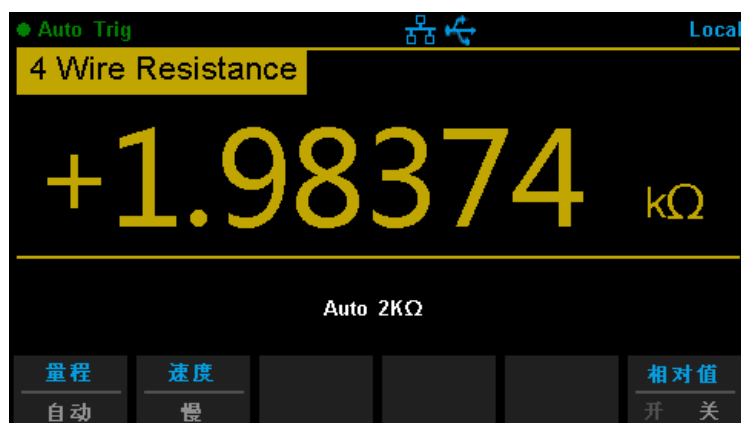 Auto Trig Local
4 Wire Resistance
+1.98374 kΩ
Auto 2KΩ
量程 速度 相对值
自动 慢 开 关